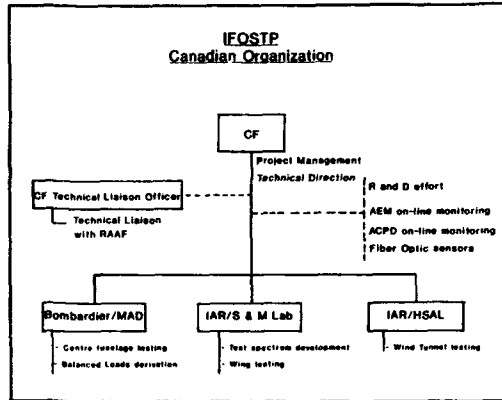 IFOSTP
Canadian Organization
CF
Project Management
Technical Direction
R and D effort
CF Technical Liaison Officer
Technical Liaison
with RAAF
AEM on-line monitoring
ACPD on-line monitoring
Fiber Optic sensors
Bombardier/MAD
IAR/S & M Lab
IAR/HSAL
- Centre fuselage testing
- Balanced Loads derivation
- Test spectrum development
- Wing testing
- Wind Tunnel testing